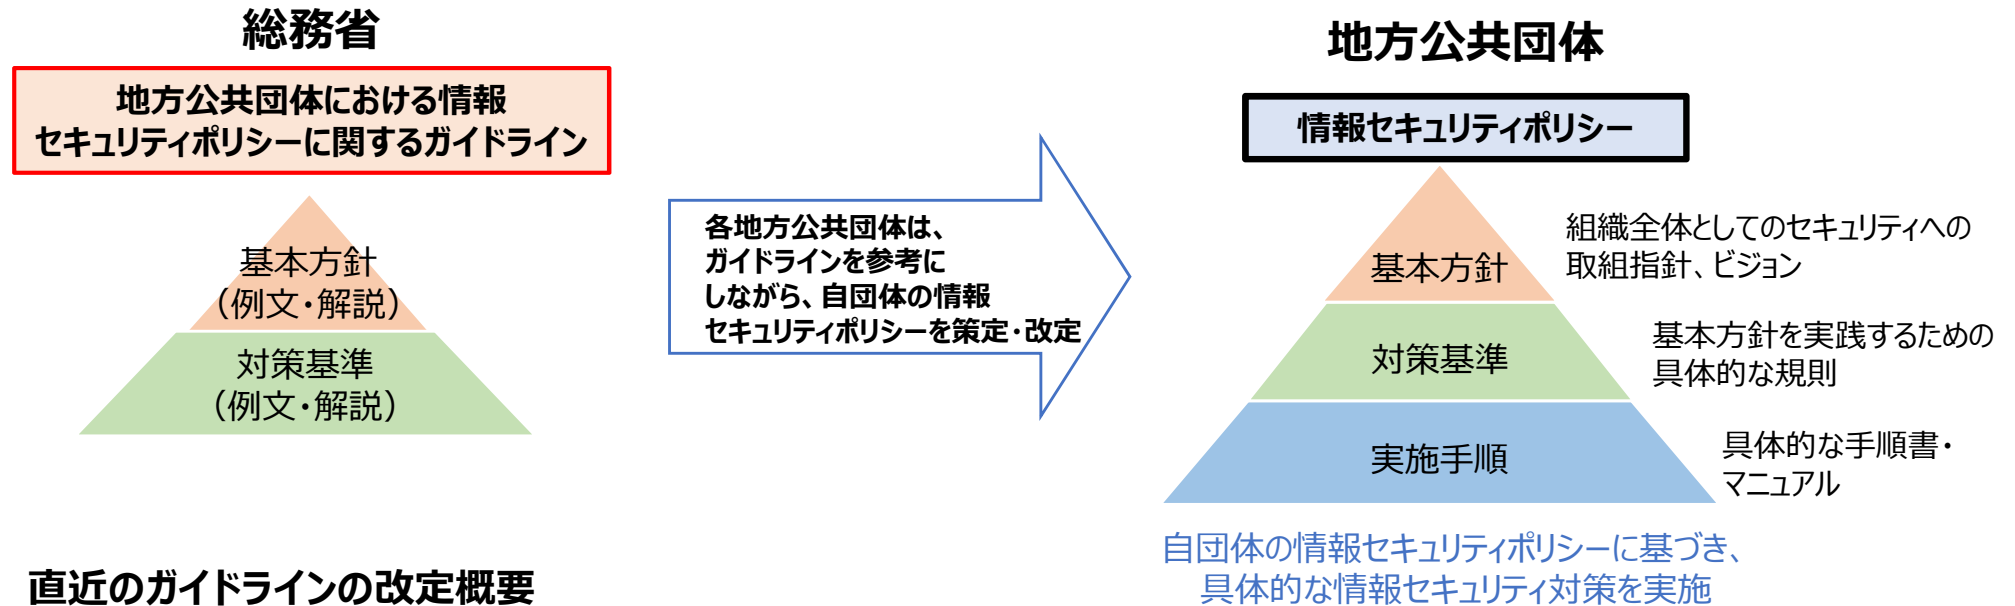 総務省
地方公共団体における情報
セキュリティポリシーに関するガイドライン
基本方針
（例文・解説）
対策基準
（例文・解説）
各地方公共団体は、
ガイドラインを参考に
しながら、自団体の情報
セキュリティポリシーを策定・改定
地方公共団体
情報セキュリティポリシー
基本方針
組織全体としてのセキュリティへの
取組指針、ビジョン
対策基準
基本方針を実践するための
具体的な規則
実施手順
具体的な手順書・
マニュアル
自団体の情報セキュリティポリシーに基づき、
具体的な情報セキュリティ対策を実施
直近のガイドラインの改定概要